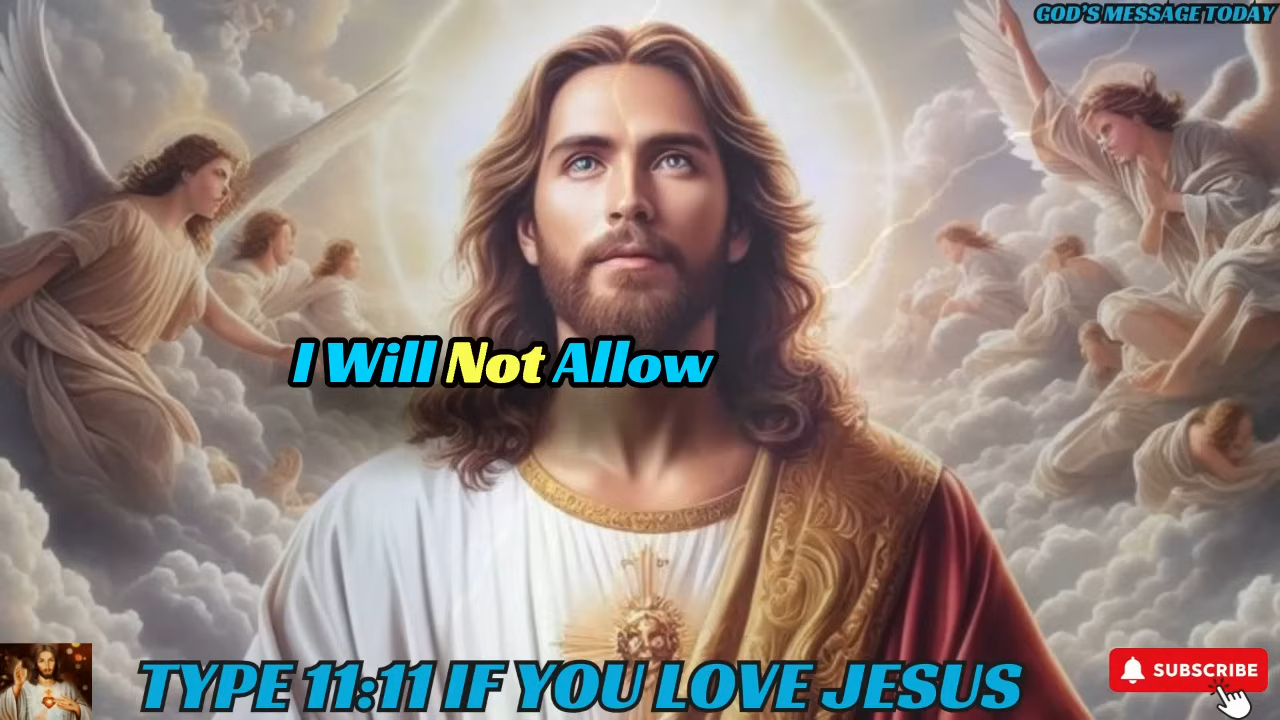 GOD'S MESSAGE TODAY
I Will Not Allow
TYPE 11:11 IF YOU LOVE JESUS
SUBSCRIBE